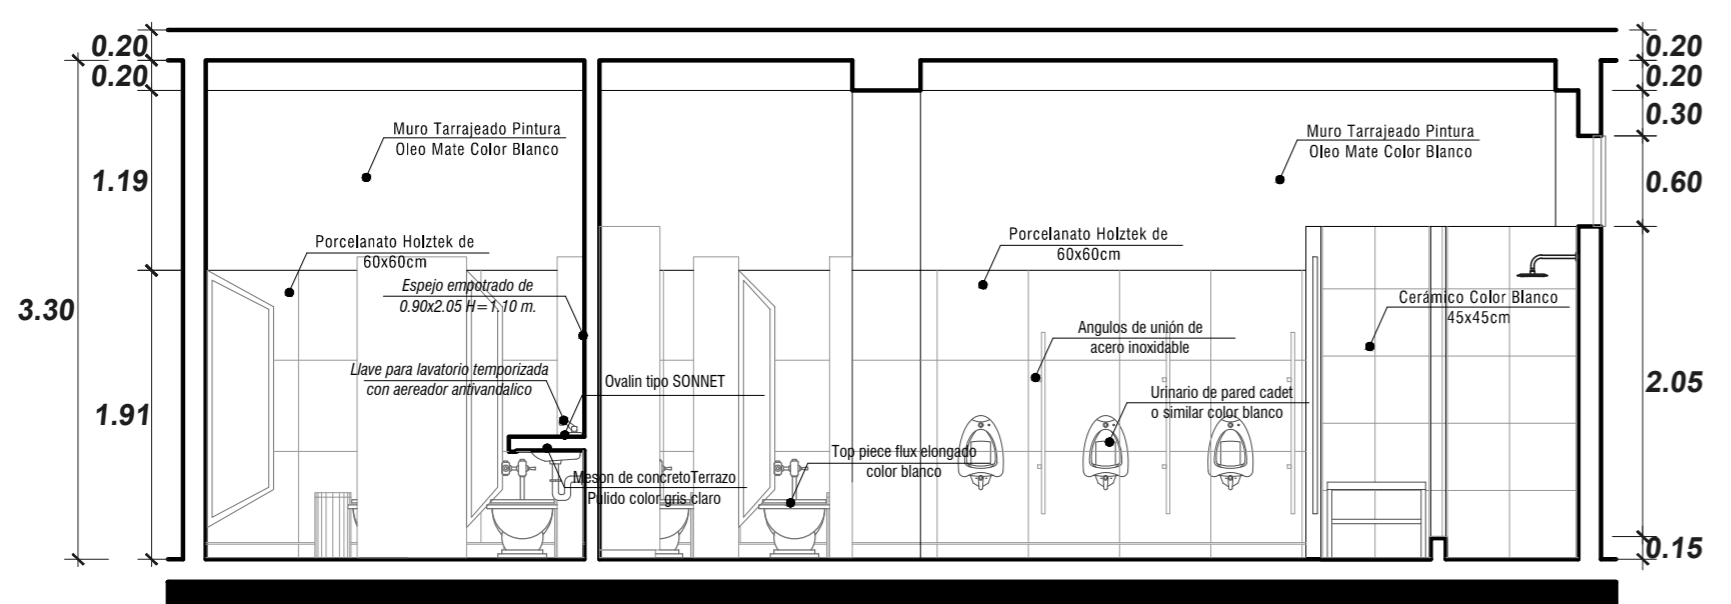 0.20
0.20
0.20
0.20
0.30
Muro Tarrajeado Pintura
Oleo Mate Color Blanco
Muro Tarrajeado Pintura
Oleo Mate Color Blanco
1.19
0.60
Porcelanato Holztek de
60x60cm
Porcelanato Holztek de
60x60cm
Espejo empotrado de
0.90x2.05 H=1.10 m.
Cerámico Color Blanco
45x45cm
3.30
Angulos de unión de
acero inoxidable
Llave para lavatorio temporizada
con aereador antivandalico
Ovalin tipo SONNET
2.05
Urinario de pared cadet
o similar color blanco
1.91
Top piece flux elongado
color blanco
Meson de concretoTerrazo
Pulido color gris claro
0.15